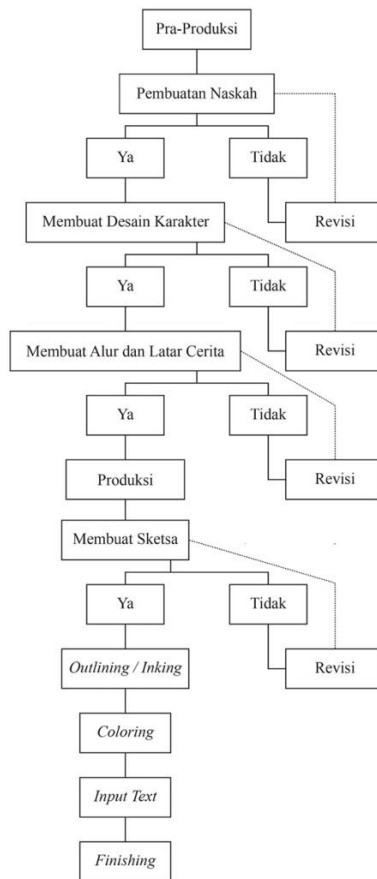 Pra-Produksi
Pembuatan Naskah
Ya
Tidak
Revisi
Membuat Desain Karakter
Ya
Tidak
Revisi
Membuat Alur dan Latar Cerita
Ya
Tidak
Produksi
Revisi
Membuat Sketsa
Ya
Tidak
Outlining / Inking
Revisi
Coloring
Input Text
Finishing